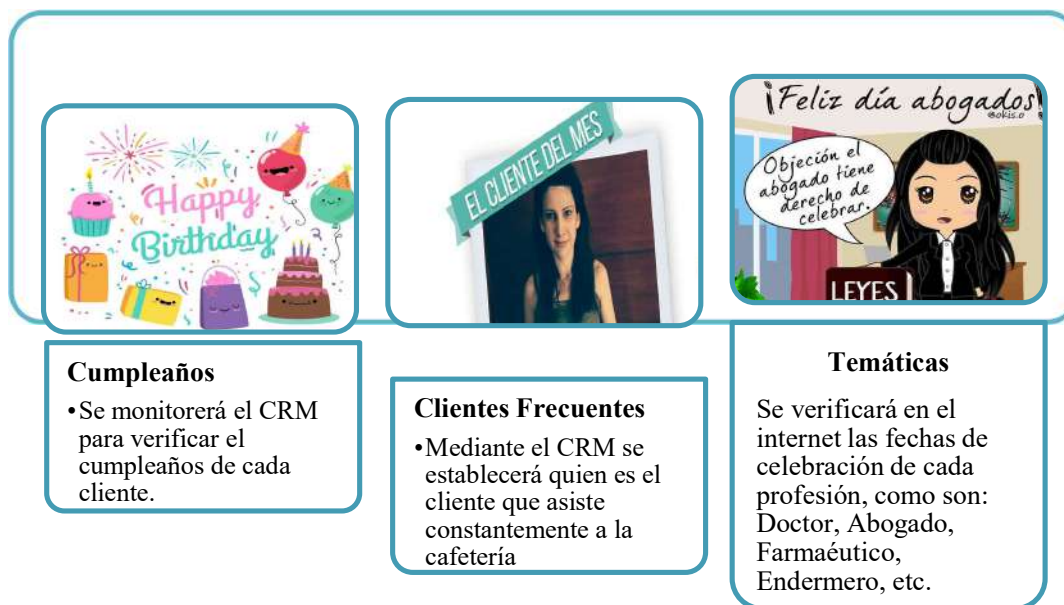 Happy
Birthday
EL CLIENTE DEL MES
¡Feliz día abogados!
@okis.o
Objeción el
abogado tiene
derecho de
celebrar.
LEYES
Cumpleaños
•Se monitorerá el CRM
para verificar el
cumpleaños de cada
cliente.
Clientes Frecuentes
•Mediante el CRM se
establecerá quien es el
cliente que asiste
constantemente a la
cafetería
Temáticas
Se verificará en el
internet las fechas de
celebración de cada
profesión, como son:
Doctor, Abogado,
Farmaéutico,
Endermero, etc.